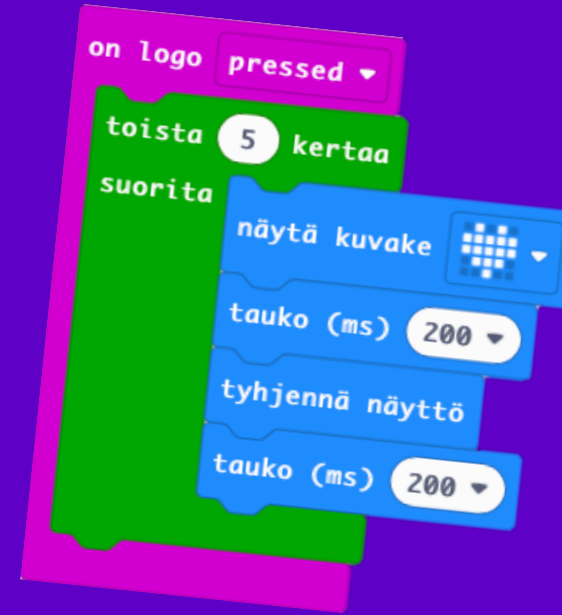 on logo pressed
toista 5 kertaa
suorita
näytä kuvake
tauko (ms) 200
tyhjennä näyttö
tauko (ms) 200